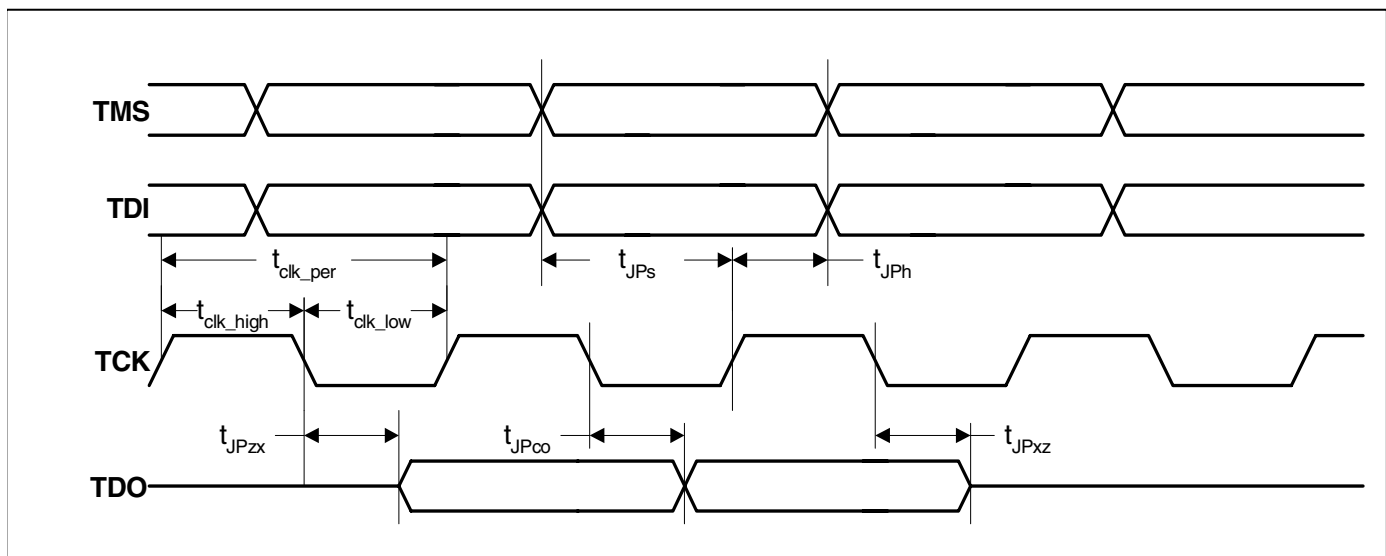 TMS
TDI
t_clk_per
t_JPs
t_JPh
t_clk_high
t_clk_low
TCK
t_JPzx
t_JPco
t_JPxz
TDO